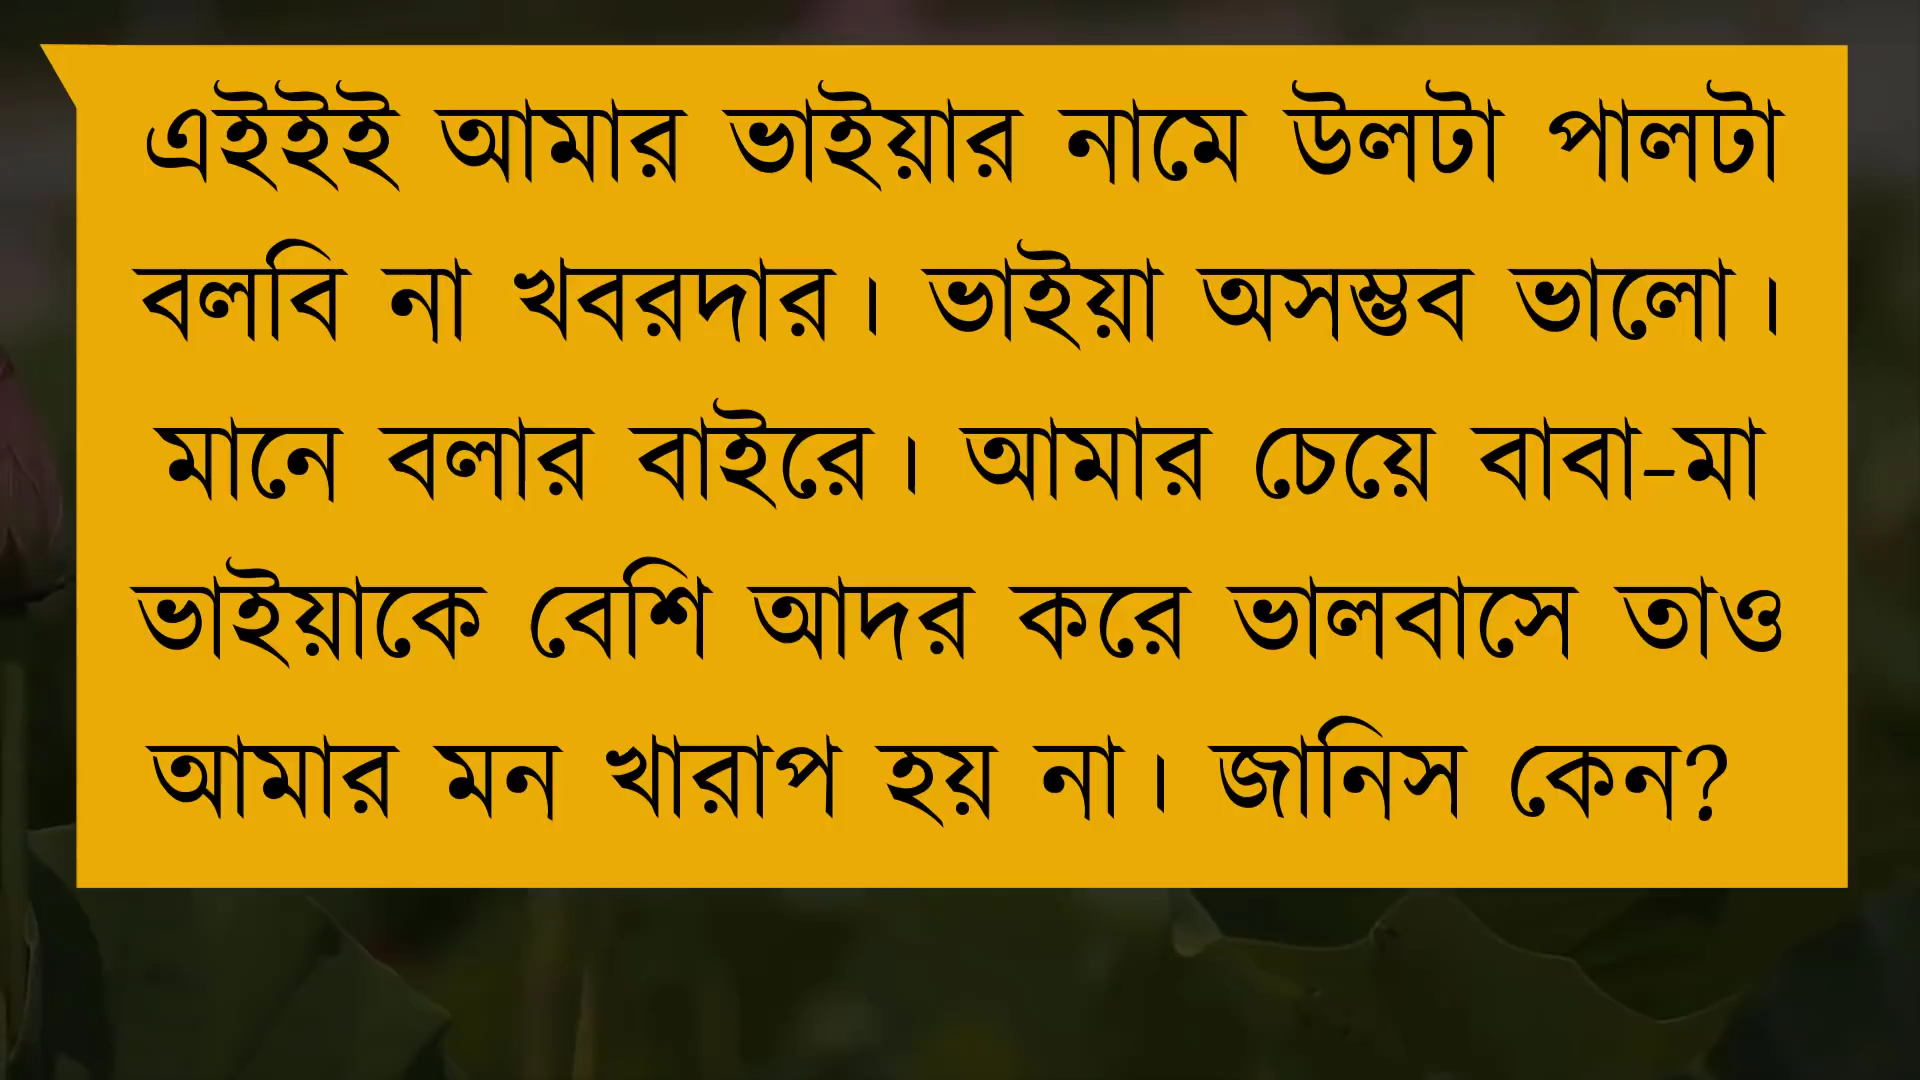 এইইই আমার ভাইয়ার নামে উলটা পালটা
বলবি না খবরদার। ভাইয়া অসম্ভব ভালো।
মানে বলার বাইরে। আমার চেয়ে বাবা-মা
ভাইয়াকে বেশি আদর করে ভালবাসে তাও
আমার মন খারাপ হয় না। জানিস কেন?